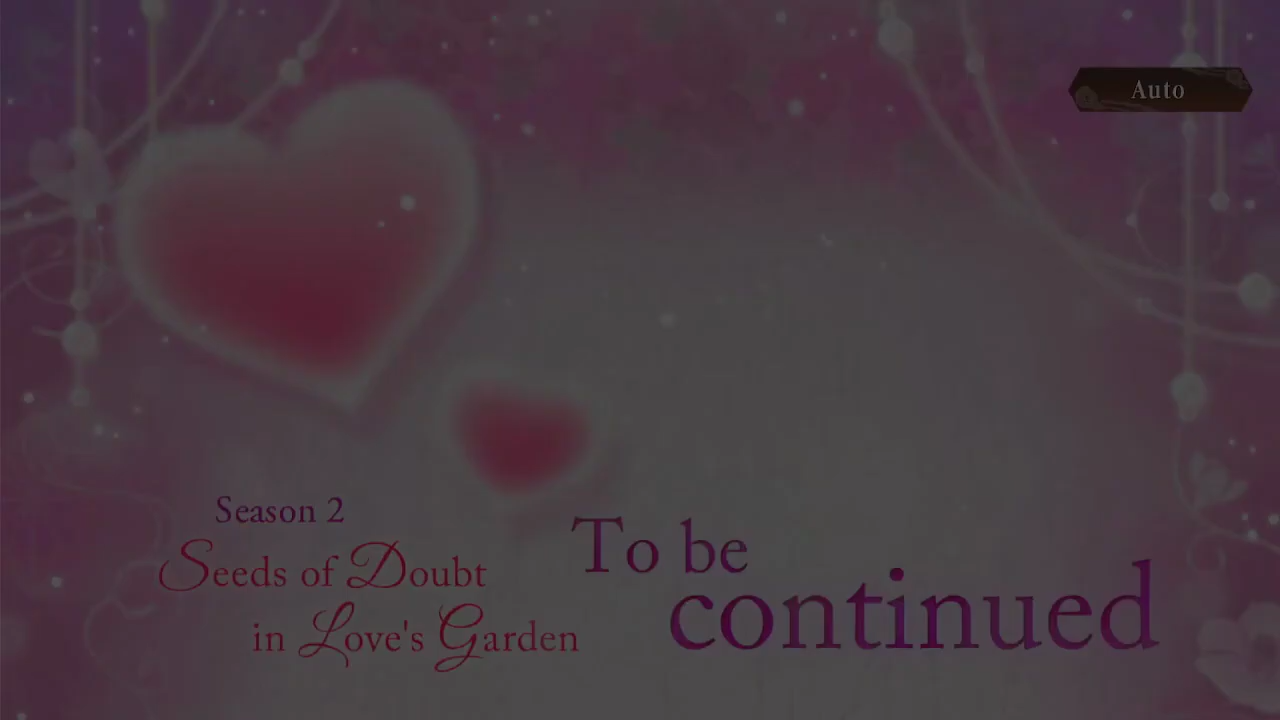 Auto
Season 2
Seeds of Doubt
in Love's Garden
To be
continued